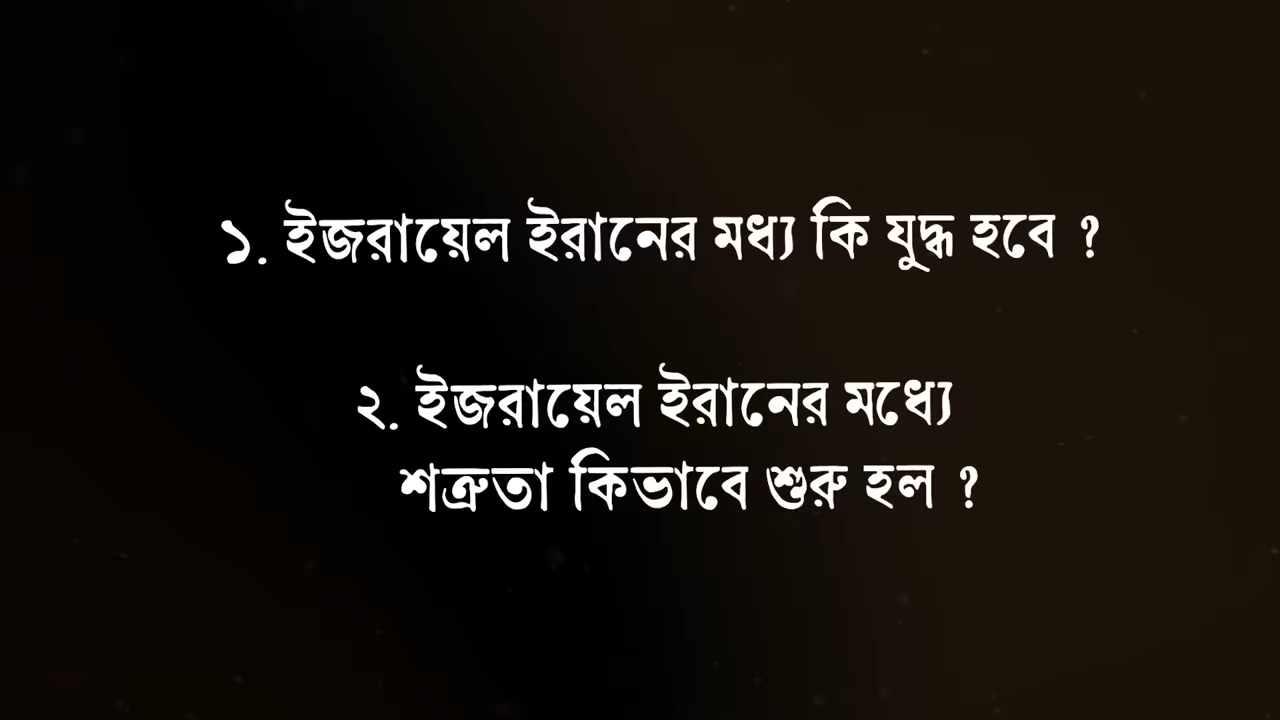 ১. ইজরায়েল ইরানের মধ্য কি যুদ্ধ হবে ?
২. ইজরায়েল ইরানের মধ্যে
শত্রুতা কিভাবে শুরু হল ?